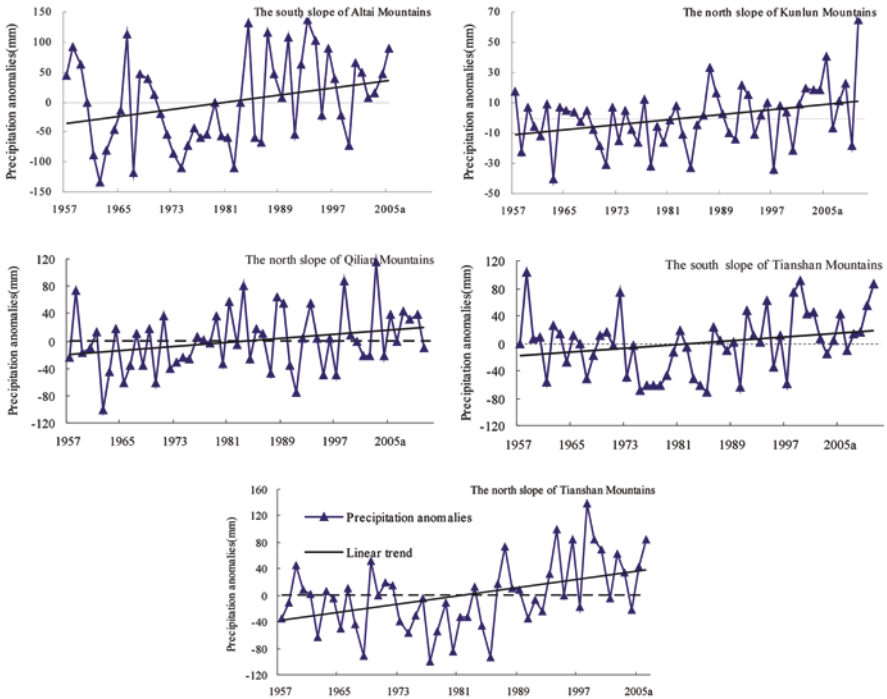 The south slope of Altai Mountains
Precipitation anomalies(mm)
150
100
50
0
-50
-100
-150
1957 1965 1973 1981 1989 1997 2005a
The north slope of Kunlun Mountains
Precipitation anomalies(mm)
70
50
30
10
-10
-30
-50
1957 1965 1973 1981 1989 1997 2005a
The north slope of Qilian Mountains
Precipitation anomalies(mm)
120
80
40
0
-40
-80
-120
1957 1965 1973 1981 1989 1997 2005a
The south slope of Tianshan Mountains
Precipitation anomalies(mm)
120
80
40
0
-40
-80
-120
1957 1965 1973 1981 1989 1997 2005a
The north slope of Tianshan Mountains
Precipitation anomalies(mm)
160
120
80
40
0
-40
-80
-120
Precipitation anomalies
Linear trend
1957 1965 1973 1981 1989 1997 2005a